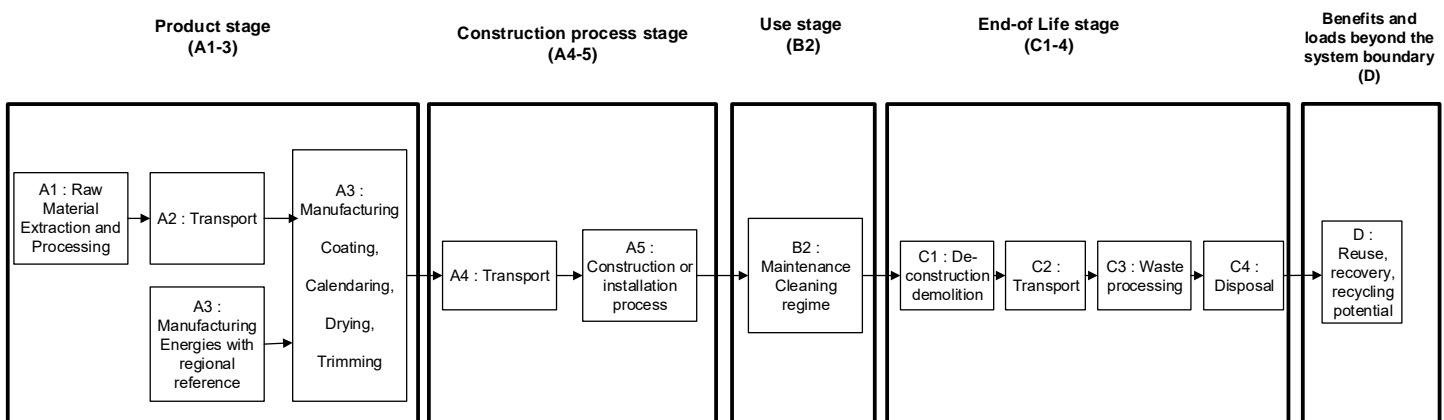 Product stage
(A1-3)
Construction process stage
(A4-5)
Use stage
(B2)
End-of Life stage
(C1-4)
Benefits and
loads beyond the
system boundary
(D)
A1 : Raw
Material
Extraction and
Processing
A2 : Transport
A3 :
Manufacturing
Energies with
regional
reference
A3 :
Manufacturing
Coating,
Calendaring,
Drying,
Trimming
A4 : Transport
A5 :
Construction or
installation
process
B2 :
Maintenance
Cleaning
regime
C1 : De-
construction
demolition
C2 :
Transport
C3 : Waste
processing
C4 :
Disposal
D :
Reuse,
recovery,
recycling
potential